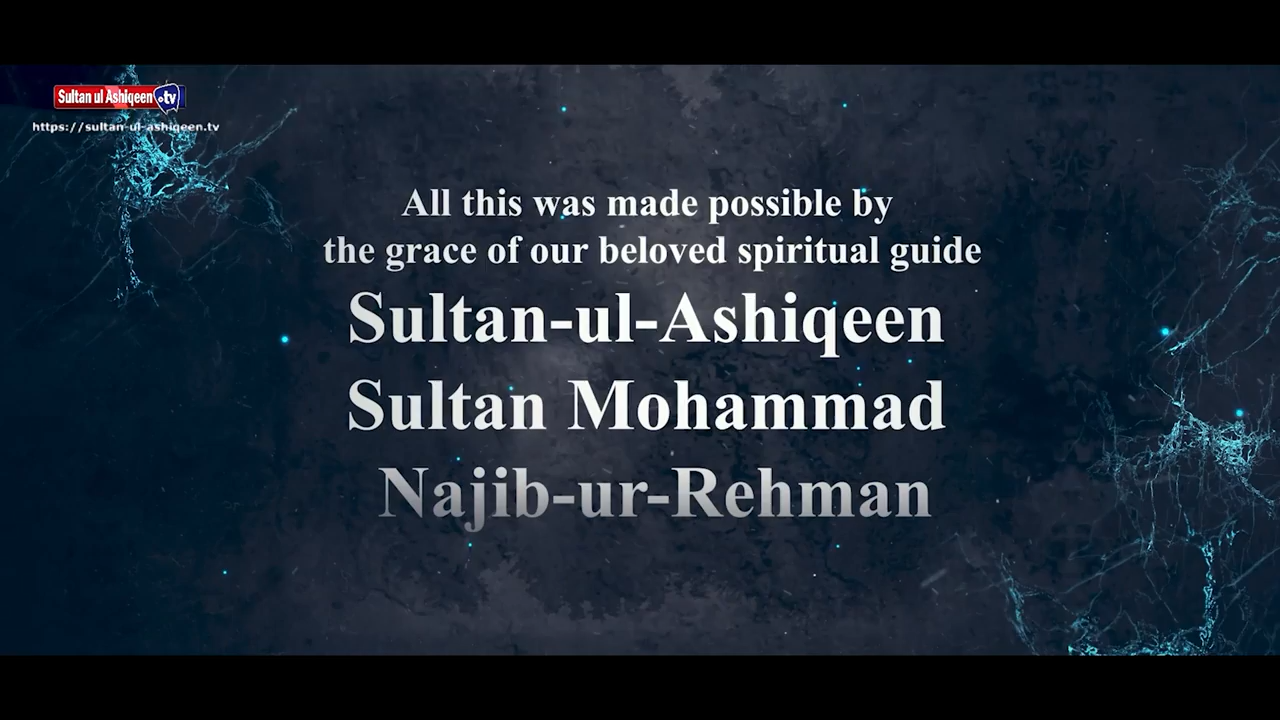 Sultan ul Ashiqeen .tv
https://sultan-ul-ashiqeen.tv
All this was made possible by
the grace of our beloved spiritual guide
Sultan-ul-Ashiqeen
Sultan Mohammad
Najib-ur-Rehman